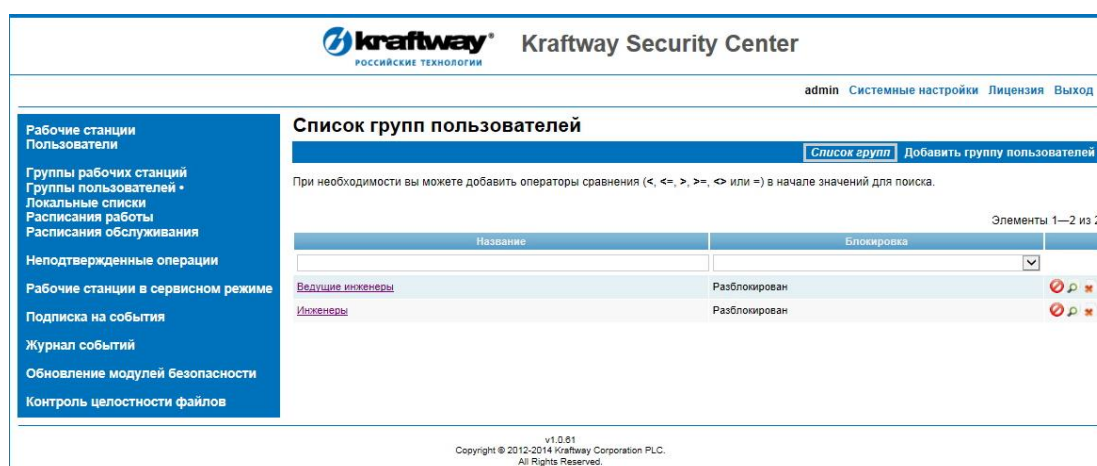 kraftway®
РОССИЙСКИЕ ТЕХНОЛОГИИ
Kraftway Security Center
admin Системные настройки Лицензия Выход
Рабочие станции
Пользователи
Группы рабочих станций
Группы пользователей •
Локальные списки
Расписания работы
Расписания обслуживания
Неподтвержденные операции
Рабочие станции в сервисном режиме
Подписка на события
Журнал событий
Обновление модулей безопасности
Контроль целостности файлов
Список групп пользователей
Список групп Добавить группу пользователей
При необходимости вы можете добавить операторы сравнения (<, <=, >, >=, <> или =) в начале значений для поиска.
Элементы 1—2 из 2
Название Блокировка
Ведущие инженеры Разблокирован
Инженеры Разблокирован
v1.0.61
Copyright © 2012-2014 Kraftway Corporation PLC.
All Rights Reserved.